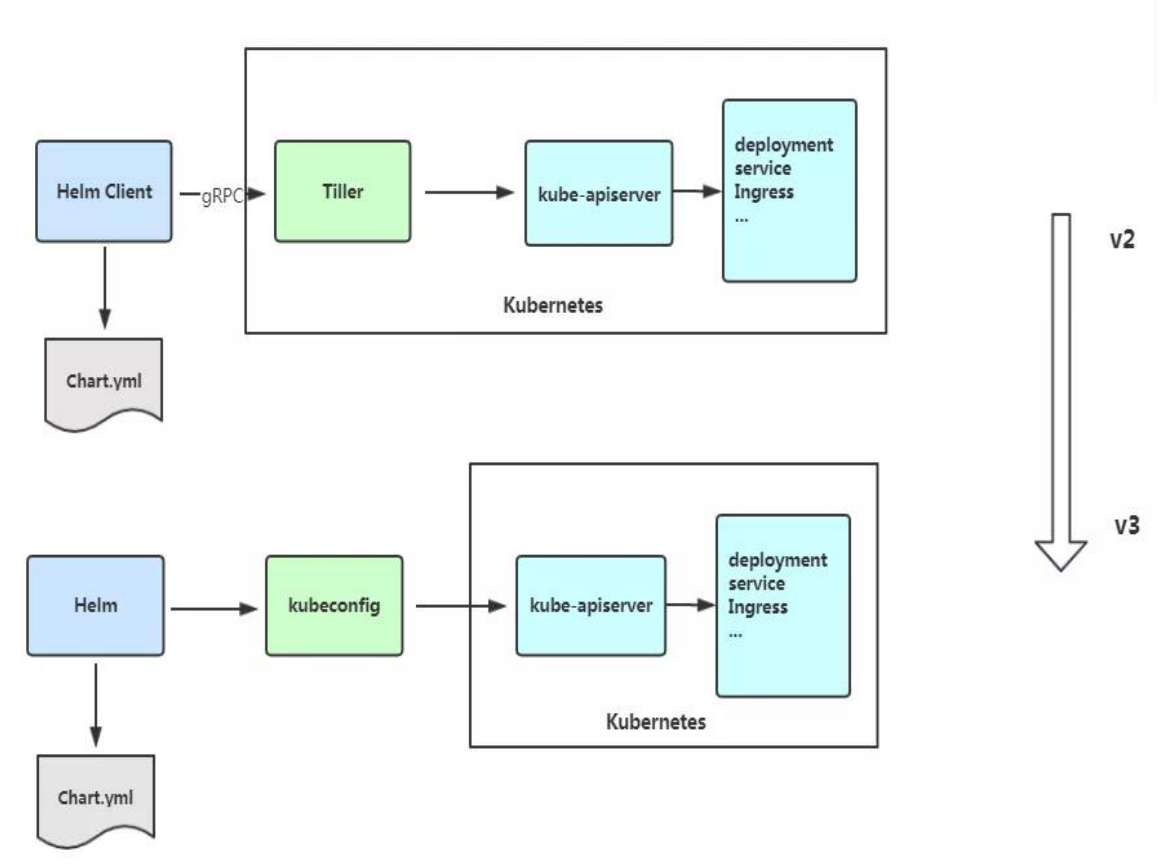 Helm Client
gRPC
Tiller
kube-apiserver
deployment
service
Ingress
...
Kubernetes
Chart.yml
v2
v3
Helm
kubeconfig
kube-apiserver
deployment
service
Ingress
...
Kubernetes
Chart.yml